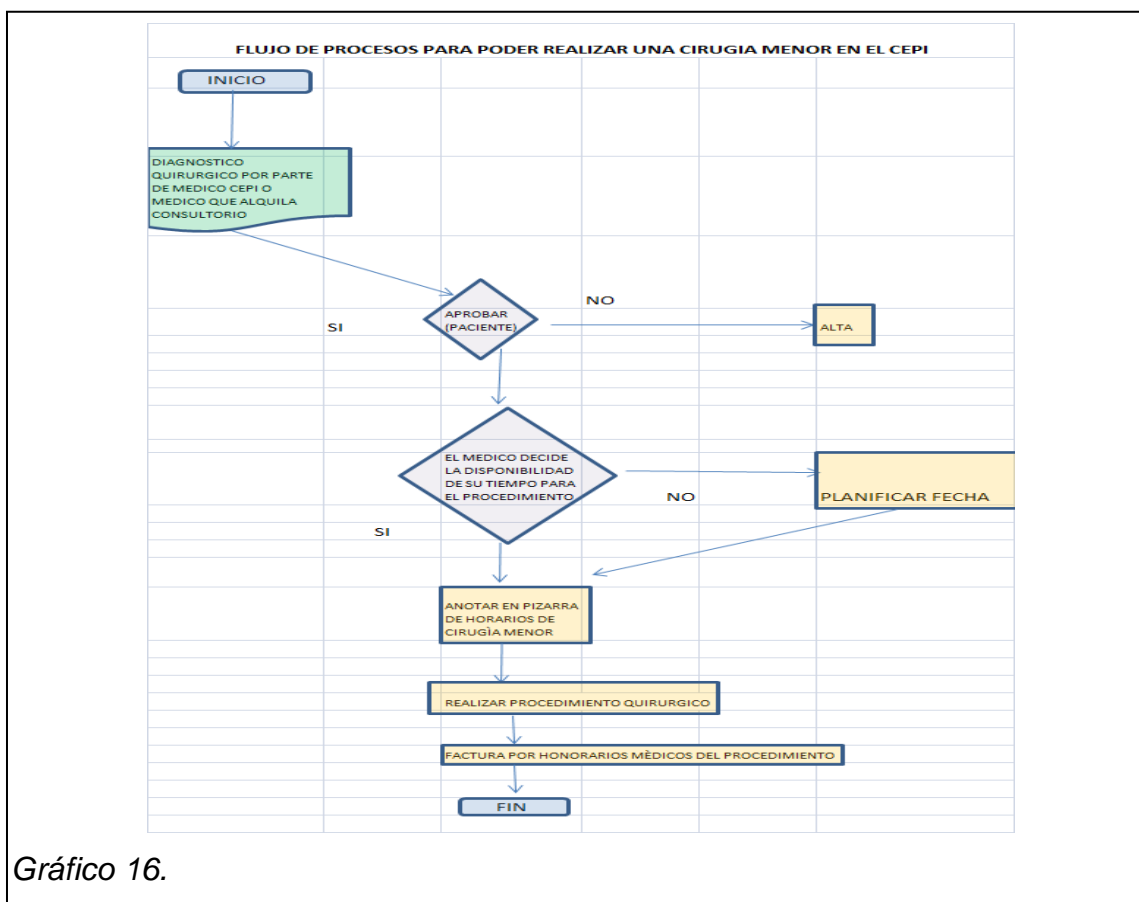 FLUJO DE PROCESOS PARA PODER REALIZAR UNA CIRUGIA MENOR EN EL CEPI
INICIO
DIAGNOSTICO
QUIRURGICO POR PARTE
DE MEDICO CEPI O
MEDICO QUE ALQUILA
CONSULTORIO
NO
SI
APROBAR
(PACIENTE)
ALTA
EL MEDICO DECIDE
LA DISPONIBILIDAD
DE SU TIEMPO PARA
EL PROCEDIMIENTO
NO
PLANIFICAR FECHA
SI
ANOTAR EN PIZARRA
DE HORARIOS DE
CIRUGÌA MENOR
REALIZAR PROCEDIMIENTO QUIRURGICO
FACTURA POR HONORARIOS MÈDICOS DEL PROCEDIMIENTO
FIN
Gráfico 16.